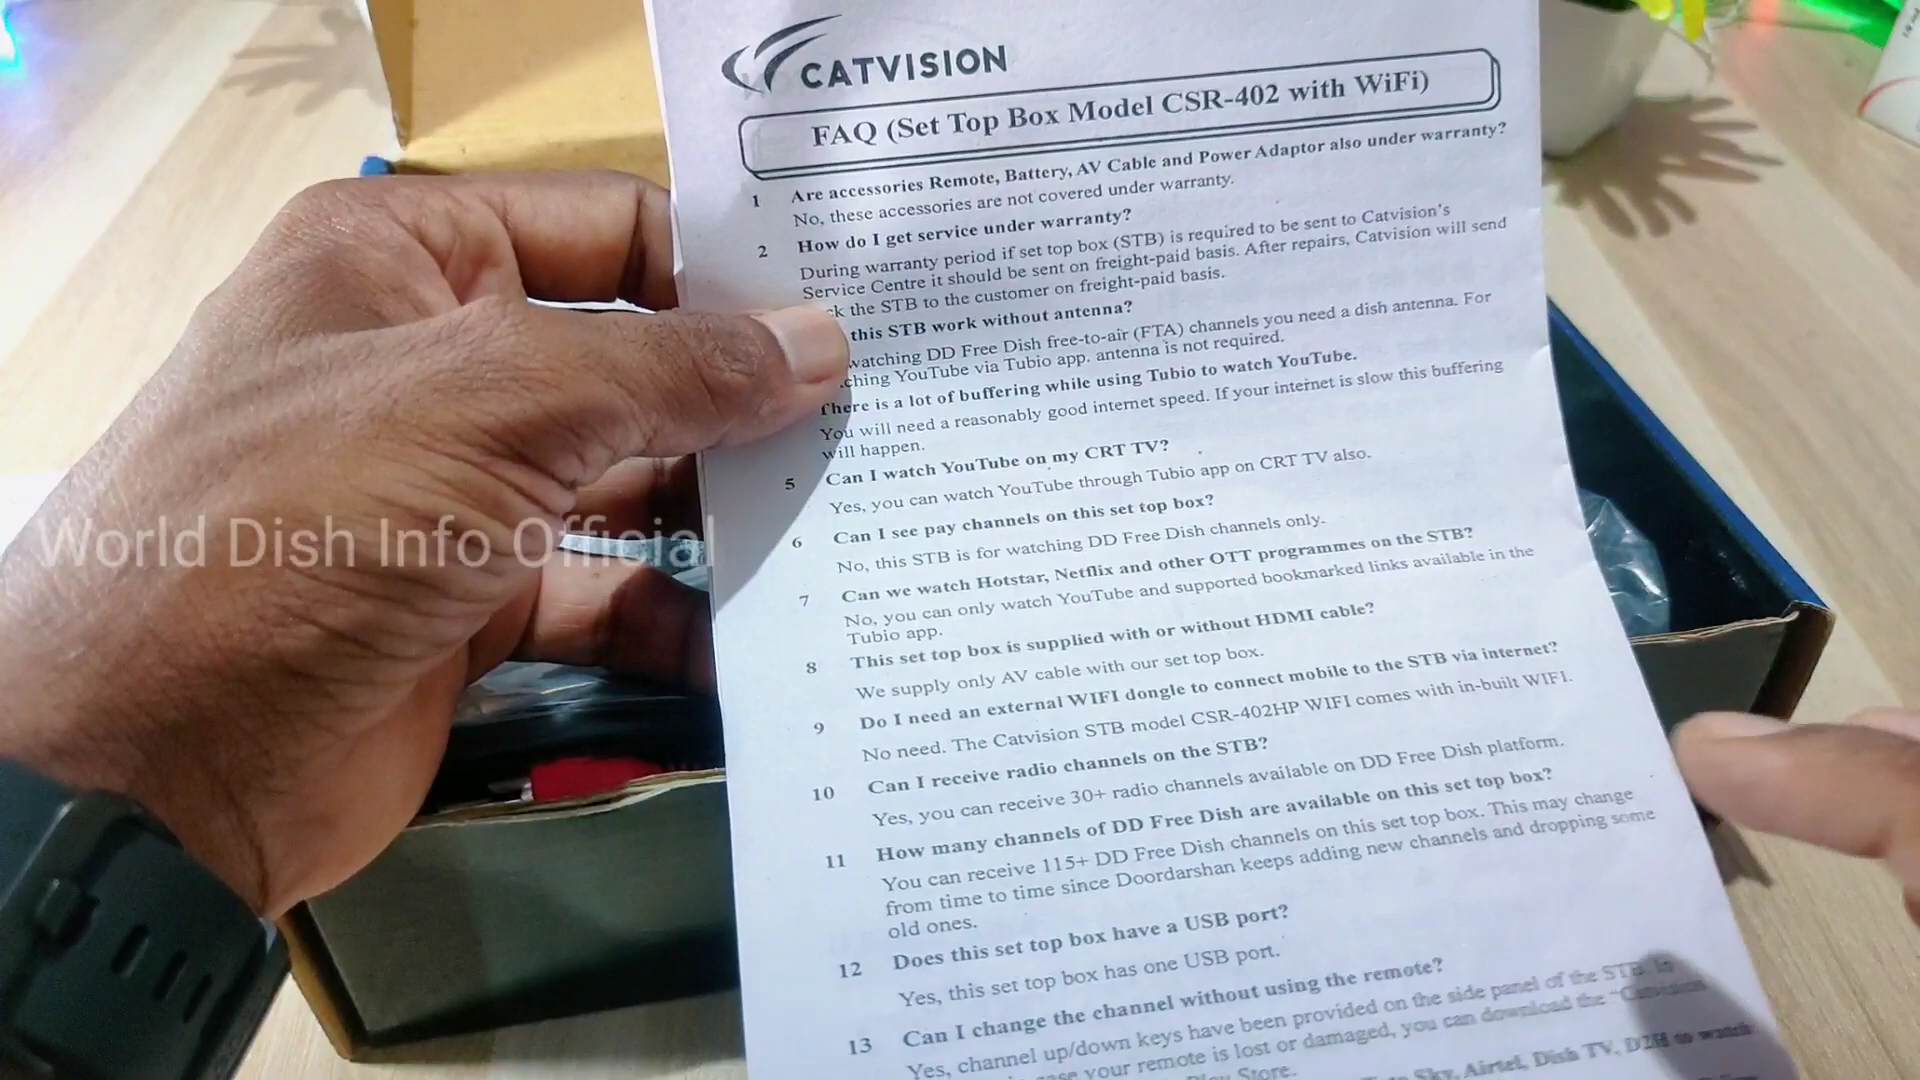 CATVISION
FAQ (Set Top Box Model CSR-402 with WiFi)
1 Are accessories Remote, Battery, AV Cable and Power Adaptor also under warranty?
No, these accessories are not covered under warranty.
2 How do I get service under warranty?
During warranty period if set top box (STB) is required to be sent to Catvision's
Service Centre it should be sent on freight-paid basis. After repairs, Catvision will send
ck the STB to the customer on freight-paid basis.
this STB work without antenna?
watching DD Free Dish free-to-air (FTA) channels you need a dish antenna. For
ching YouTube via Tubio app. antenna is not required.
There is a lot of buffering while using Tubio to watch YouTube.
You will need a reasonably good internet speed. If your internet is slow this buffering
will happen.
5 Can I watch YouTube on my CRT TV?
Yes, you can watch YouTube through Tubio app on CRT TV also.
6 Can I see pay channels on this set top box?
No, this STB is for watching DD Free Dish channels only.
7 Can we watch Hotstar, Netflix and other OTT programmes on the STB?
No, you can only watch YouTube and supported bookmarked links available in the
Tubio app.
8 This set top box is supplied with or without HDMI cable?
We supply only AV cable with our set top box.
9 Do I need an external WIFI dongle to connect mobile to the STB via internet?
No need. The Catvision STB model CSR-402HP WIFI comes with in-built WIFI.
10 Can I receive radio channels on the STB?
Yes, you can receive 30+ radio channels available on DD Free Dish platform.
11 How many channels of DD Free Dish are available on this set top box?
You can receive 115+ DD Free Dish channels on this set top box. This may change
from time to time since Doordarshan keeps adding new channels and dropping some
old ones.
12 Does this set top box have a USB port?
Yes, this set top box has one USB port.
13 Can I change the channel without using the remote?
Yes, channel up/down keys have been provided on the side panel of the STB. In
case your remote is lost or damaged, you can download the "Catvision
Play Store.
Sky, Airtel, Dish TV, D2H to watch
World Dish Info Official